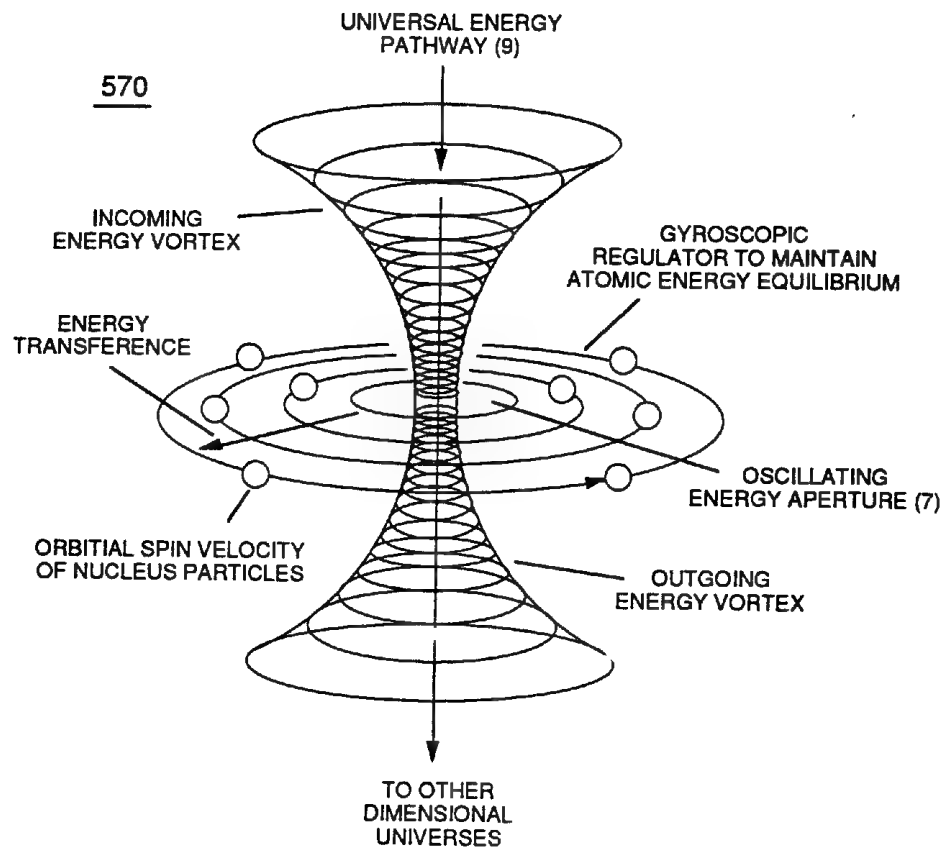 UNIVERSAL ENERGY
PATHWAY (9)
570
INCOMING
ENERGY VORTEX
GYROSCOPIC
REGULATOR TO MAINTAIN
ATOMIC ENERGY EQUILIBRIUM
ENERGY
TRANSFERENCE
OSCILLATING
ENERGY APERTURE (7)
ORBITIAL SPIN VELOCITY
OF NUCLEUS PARTICLES
OUTGOING
ENERGY VORTEX
TO OTHER
DIMENSIONAL
UNIVERSES